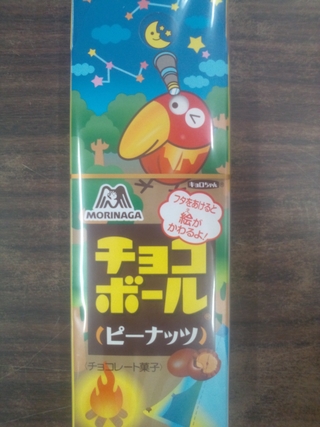 キョロちゃん
MORINAGA
フタをあけると
絵が
かわるよ!
チョコ
ボール
〈ピーナッツ〉
チョコレート菓子